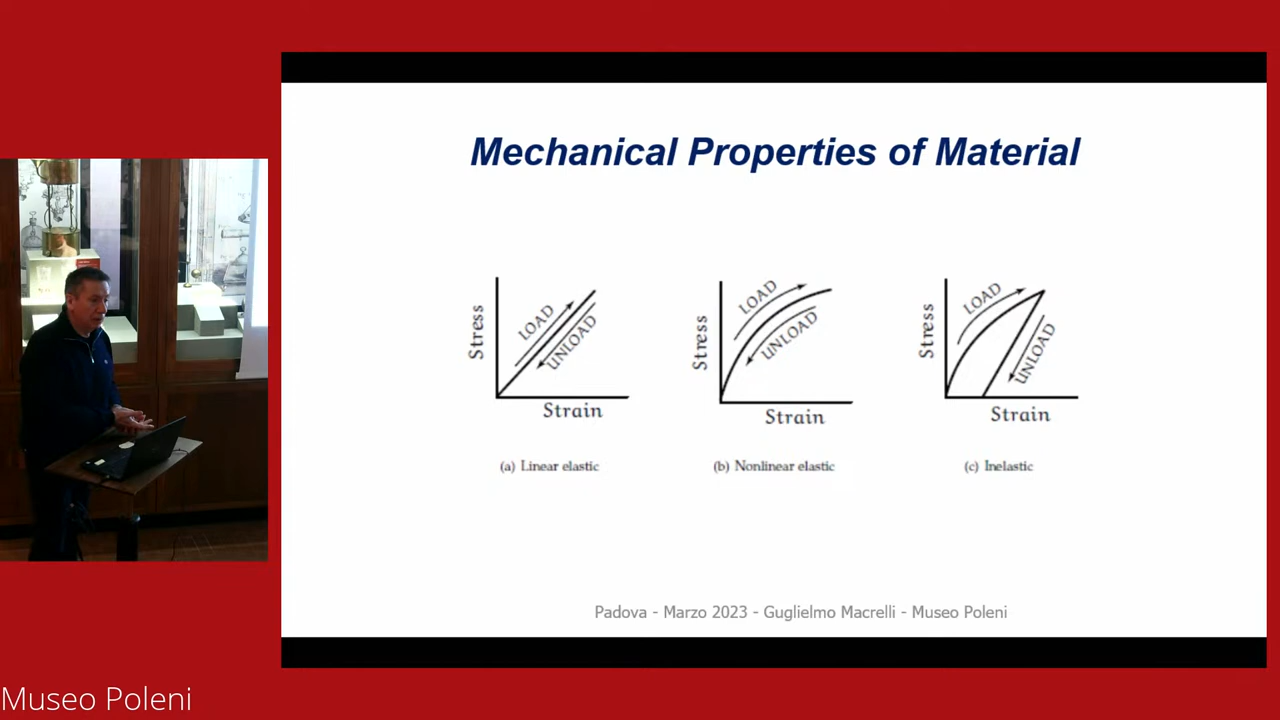 Mechanical Properties of Material
Stress
LOAD
UNLOAD
Strain
(a) Linear elastic
Stress
LOAD
UNLOAD
Strain
(b) Nonlinear elastic
Stress
LOAD
UNLOAD
Strain
(c) Inelastic
Padova - Marzo 2023 - Guglielmo Macrelli - Museo Poleni
Museo Poleni